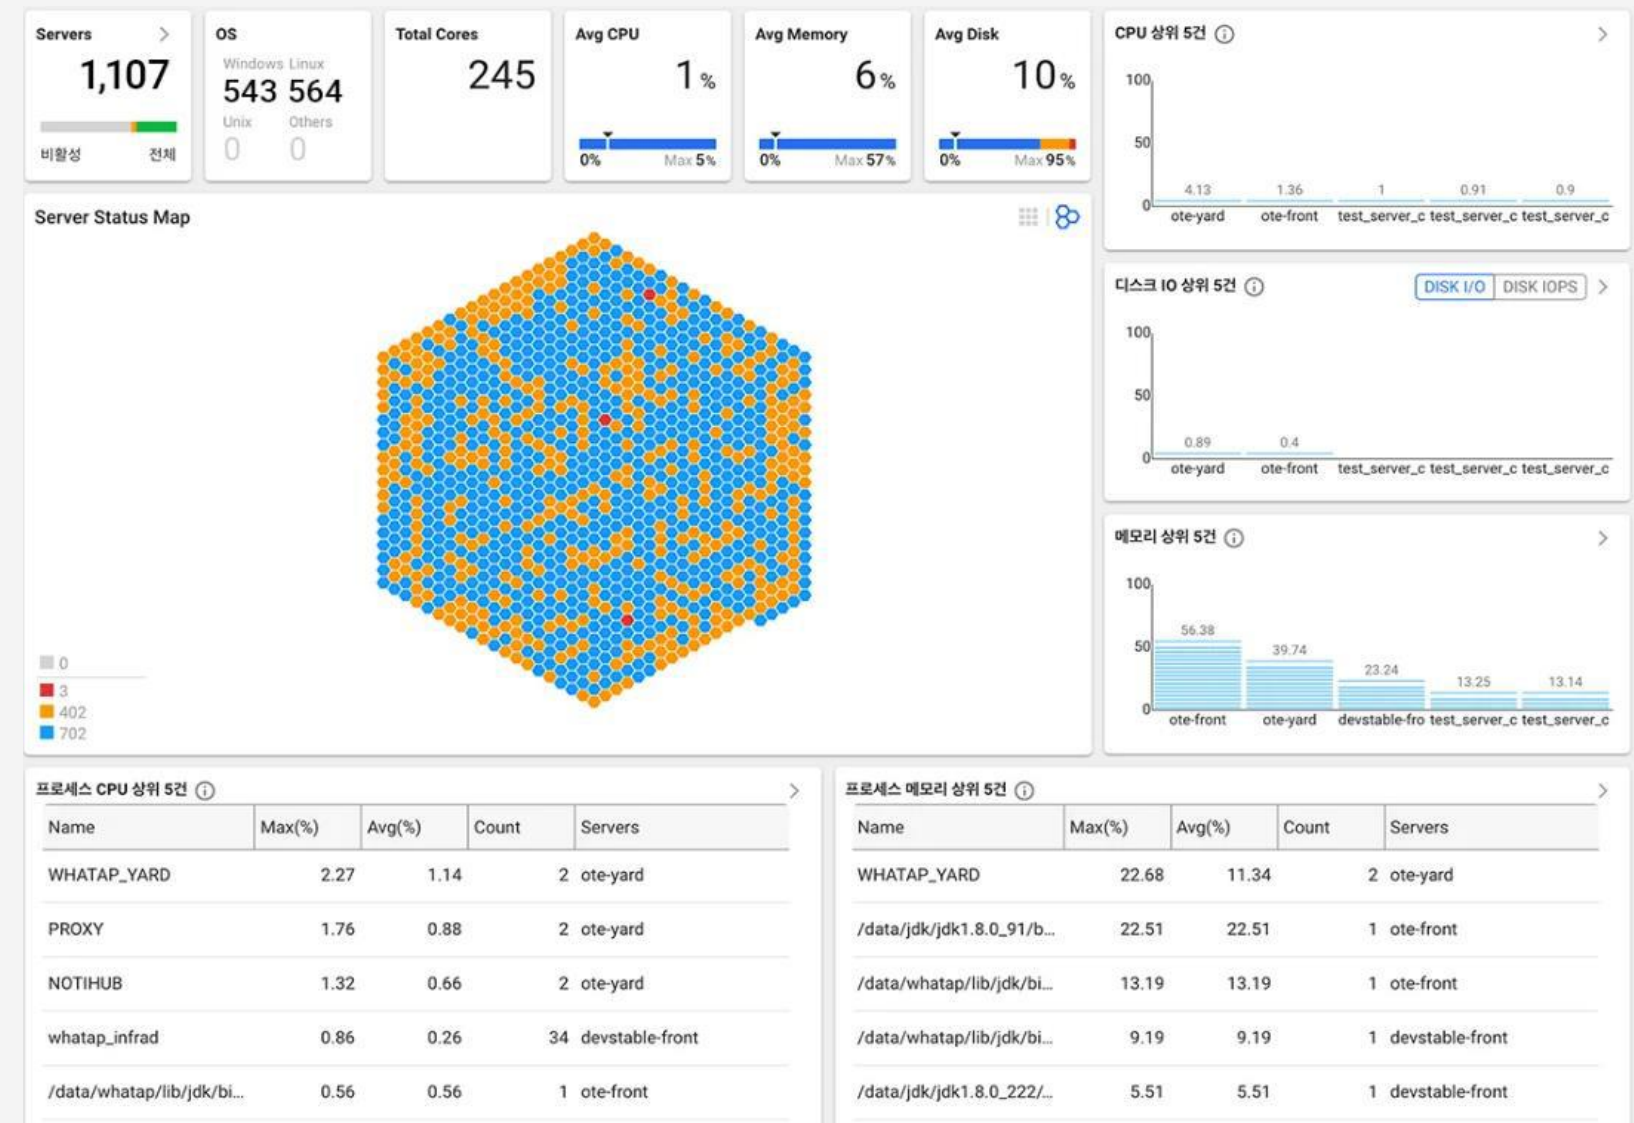 Servers
1,107
비활성 전체
OS
Windows Linux
543 564
Unix Others
0 0
Total Cores
245
Avg CPU
1 %
0% Max 5 %
Avg Memory
6 %
0% Max 57 %
Avg Disk
10 %
0% Max 95 %
CPU 상위 5건
100
50
0
4.13 1.36 1 0.91 0.9
ote-yard ote-front test_server_c test_server_c test_server_c
Server Status Map
0
3
402
702
디스크 IO 상위 5건
DISK I/O DISK IOPS
100
50
0
0.89 0.4
ote-yard ote-front test_server_c test_server_c test_server_c
메모리 상위 5건
100
50
0
56.38 39.74 23.24 13.25 13.14
ote-front ote-yard devstable-fro test_server_c test_server_c
프로세스 CPU 상위 5건
Name Max(%) Avg(%) Count Servers
WHATAP_YARD 2.27 1.14 2 ote-yard
PROXY 1.76 0.88 2 ote-yard
NOTIHUB 1.32 0.66 2 ote-yard
whatap_infrad 0.86 0.26 34 devstable-front
/data/whatap/lib/jdk/bi... 0.56 0.56 1 ote-front
프로세스 메모리 상위 5건
Name Max(%) Avg(%) Count Servers
WHATAP_YARD 22.68 11.34 2 ote-yard
/data/jdk/jdk1.8.0_91/b... 22.51 22.51 1 ote-front
/data/whatap/lib/jdk/bi... 13.19 13.19 1 ote-front
/data/whatap/lib/jdk/bi... 9.19 9.19 1 devstable-front
/data/jdk/jdk1.8.0_222/... 5.51 5.51 1 devstable-front